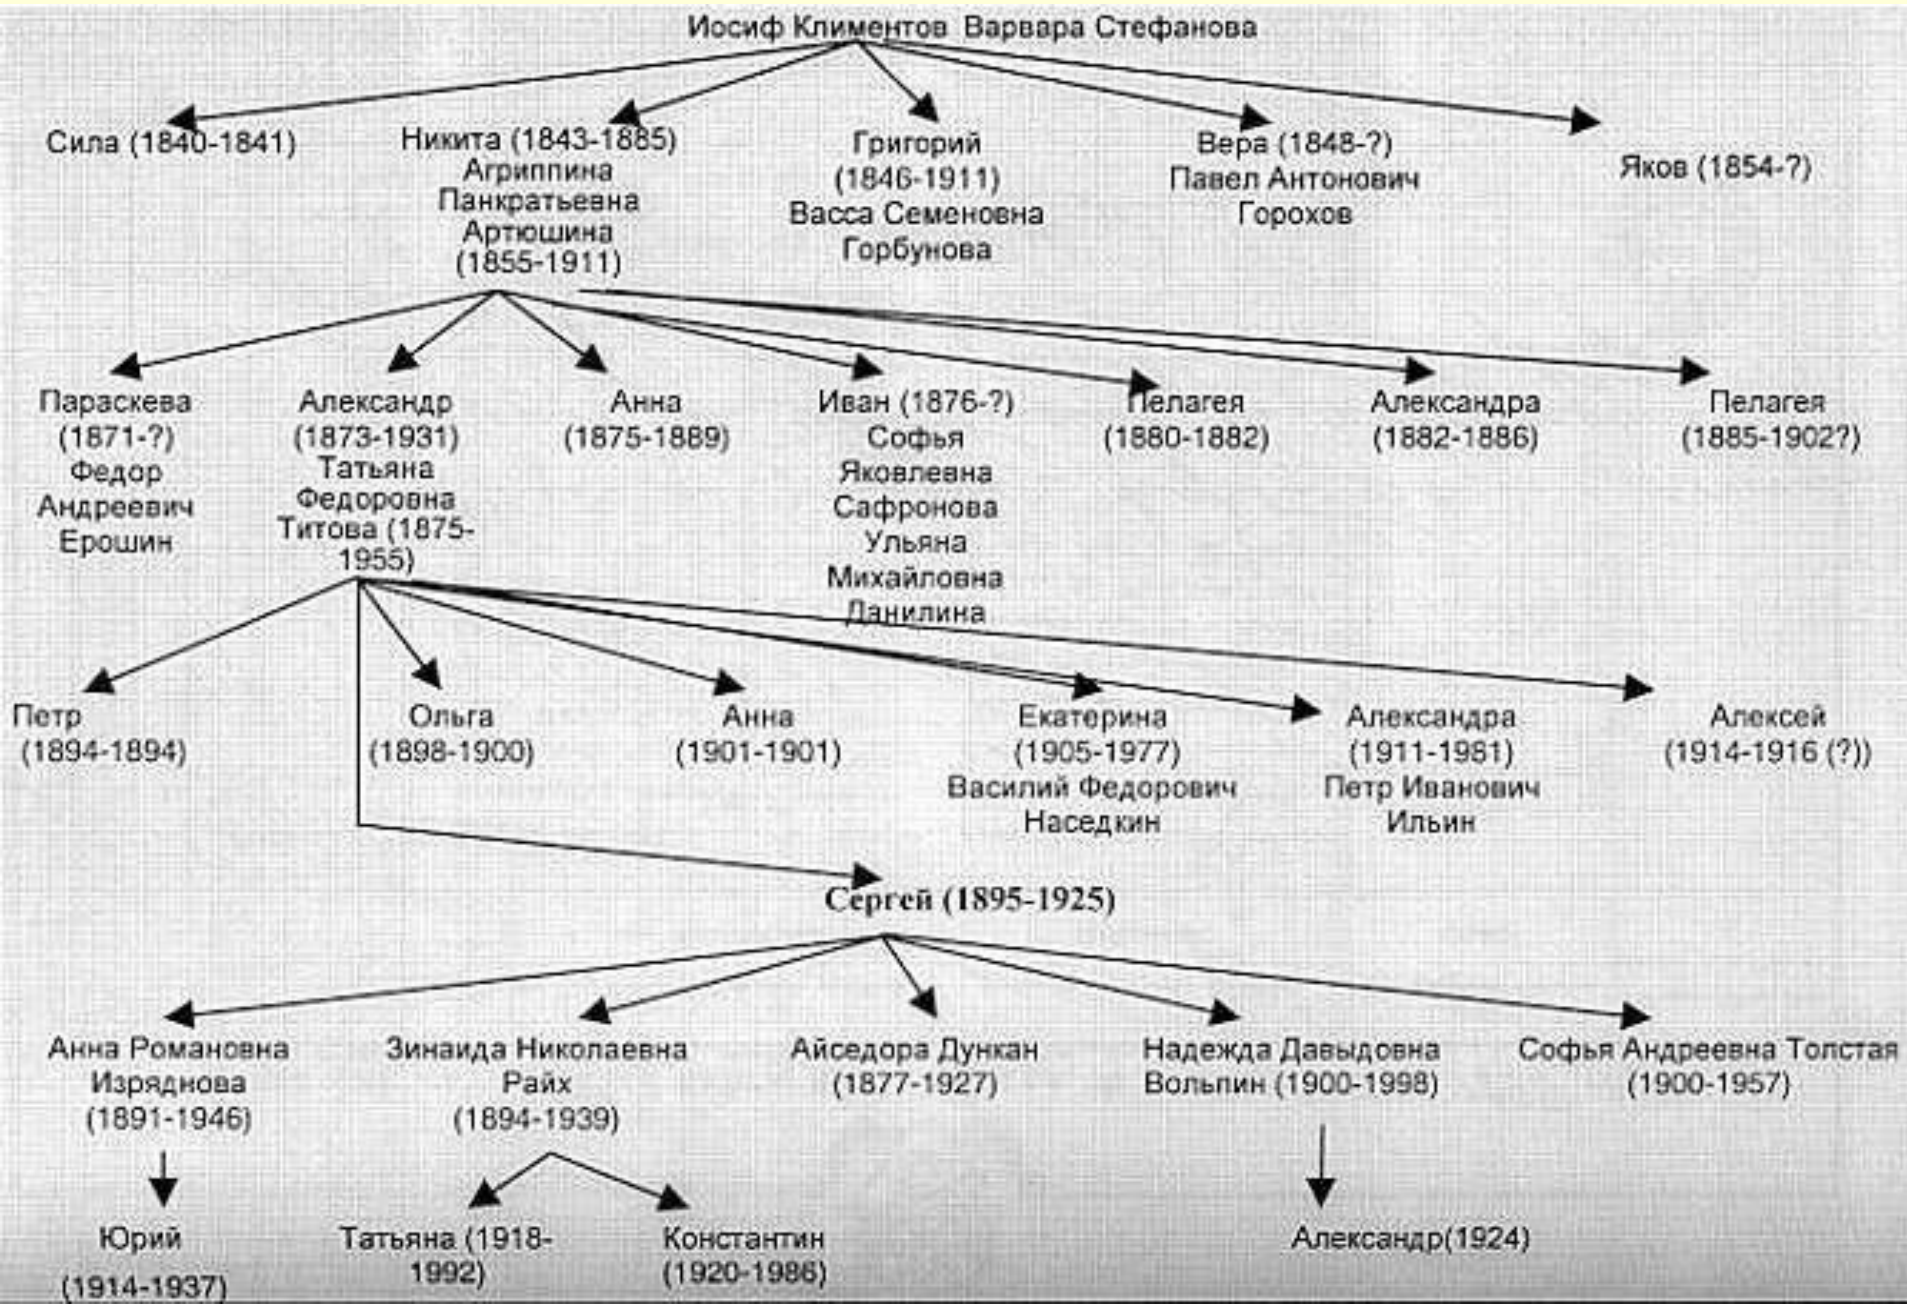 Иосиф Климентов Варвара Стефанова
Сила (1840-1841)
Никита (1843-1885)
Агриппина
Панкратьевна
Артюшина
(1855-1911)
Григорий
(1846-1911)
Васса Семеновна
Горбунова
Вера (1848-?)
Павел Антонович
Горохов
Яков (1854-?)
Параскева
(1871-?)
Федор
Андреевич
Ерошин
Александр
(1873-1931)
Татьяна
Федоровна
Титова (1875-
1955)
Анна
(1875-1889)
Иван (1876-?)
Софья
Яковлевна
Сафронова
Ульяна
Михайловна
Данилина
Пелагея
(1880-1882)
Александра
(1882-1886)
Пелагея
(1885-1902?)
Петр
(1894-1894)
Ольга
(1898-1900)
Анна
(1901-1901)
Екатерина
(1905-1977)
Василий Федорович
Наседкин
Александра
(1911-1981)
Петр Иванович
Ильин
Алексей
(1914-1916 (?))
Сергей (1895-1925)
Анна Романовна
Изряднова
(1891-1946)
Зинаида Николаевна
Райх
(1894-1939)
Айседора Дункан
(1877-1927)
Надежда Давыдовна
Вольпин (1900-1998)
Софья Андреевна Толстая
(1900-1957)
Юрий
(1914-1937)
Татьяна (1918-
1992)
Константин
(1920-1986)
Александр(1924)